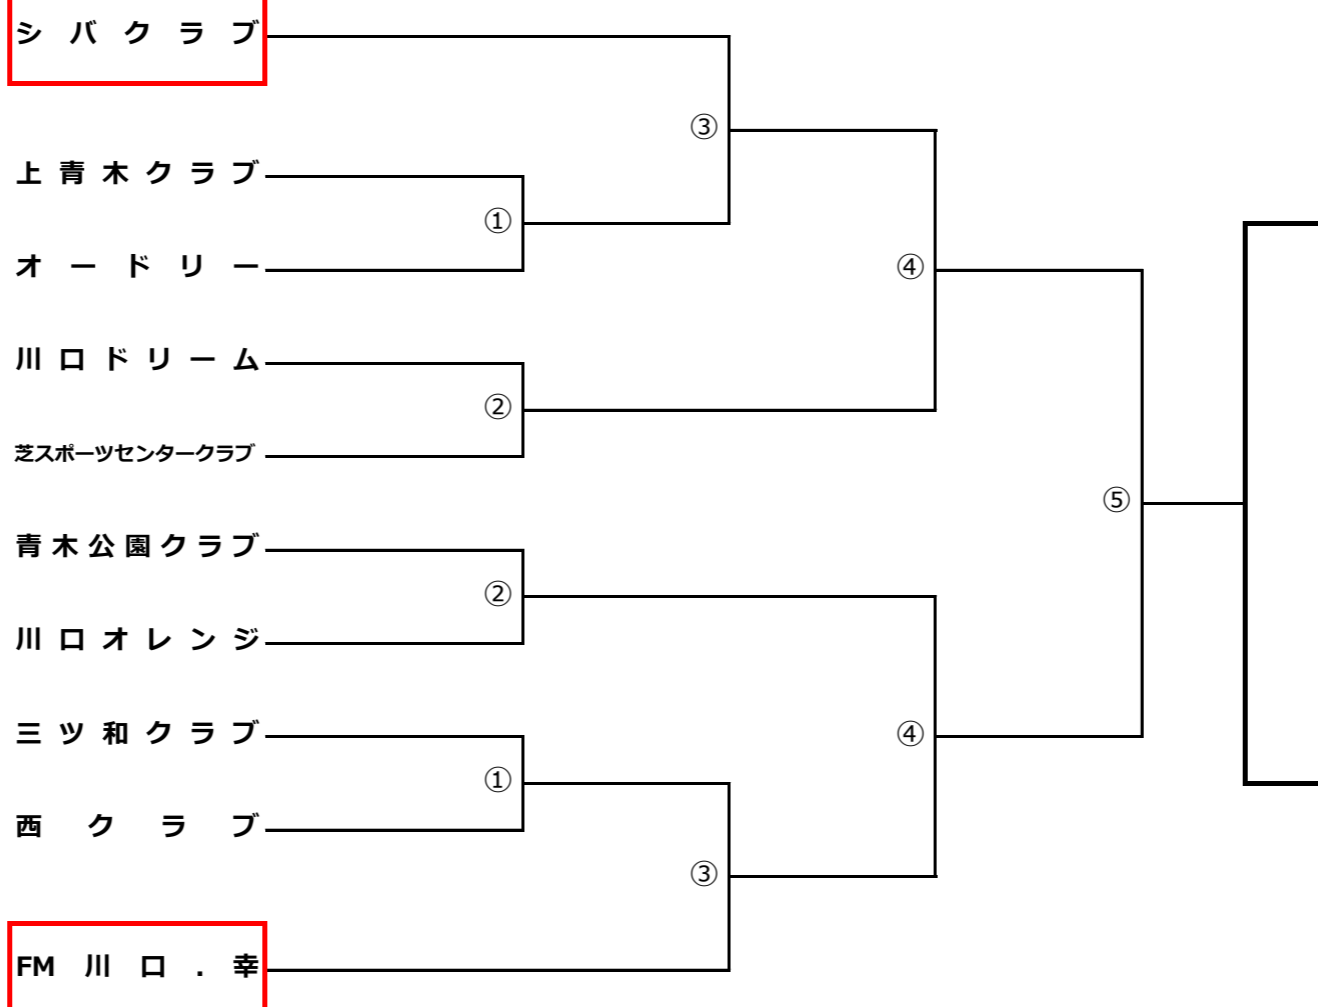 シバクラブ
③
上青木クラブ
①
オードリー
④
川口ドリーム
②
芝スポーツセンタークラブ
⑤
青木公園クラブ
②
川口オレンジ
三ツ和クラブ
④
①
西クラブ
③
FM川口.幸